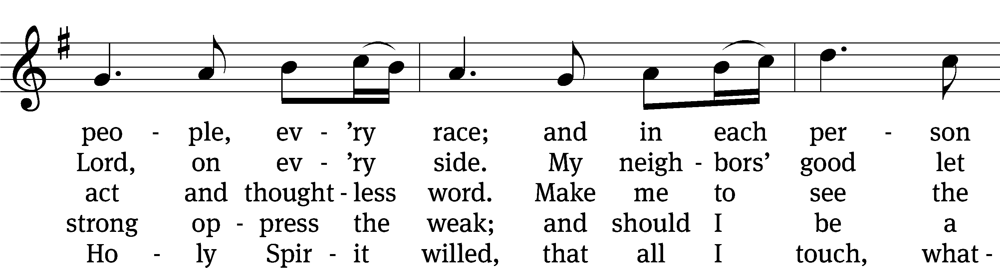 peo - ple, ev - ’ry race; and in each per - son
Lord, on ev - ’ry side. My neigh - bors’ good let
act and thought - less word. Make me to see the
strong op - press the weak; and should I be a
Ho - ly Spir - it willed, that all I touch, what -